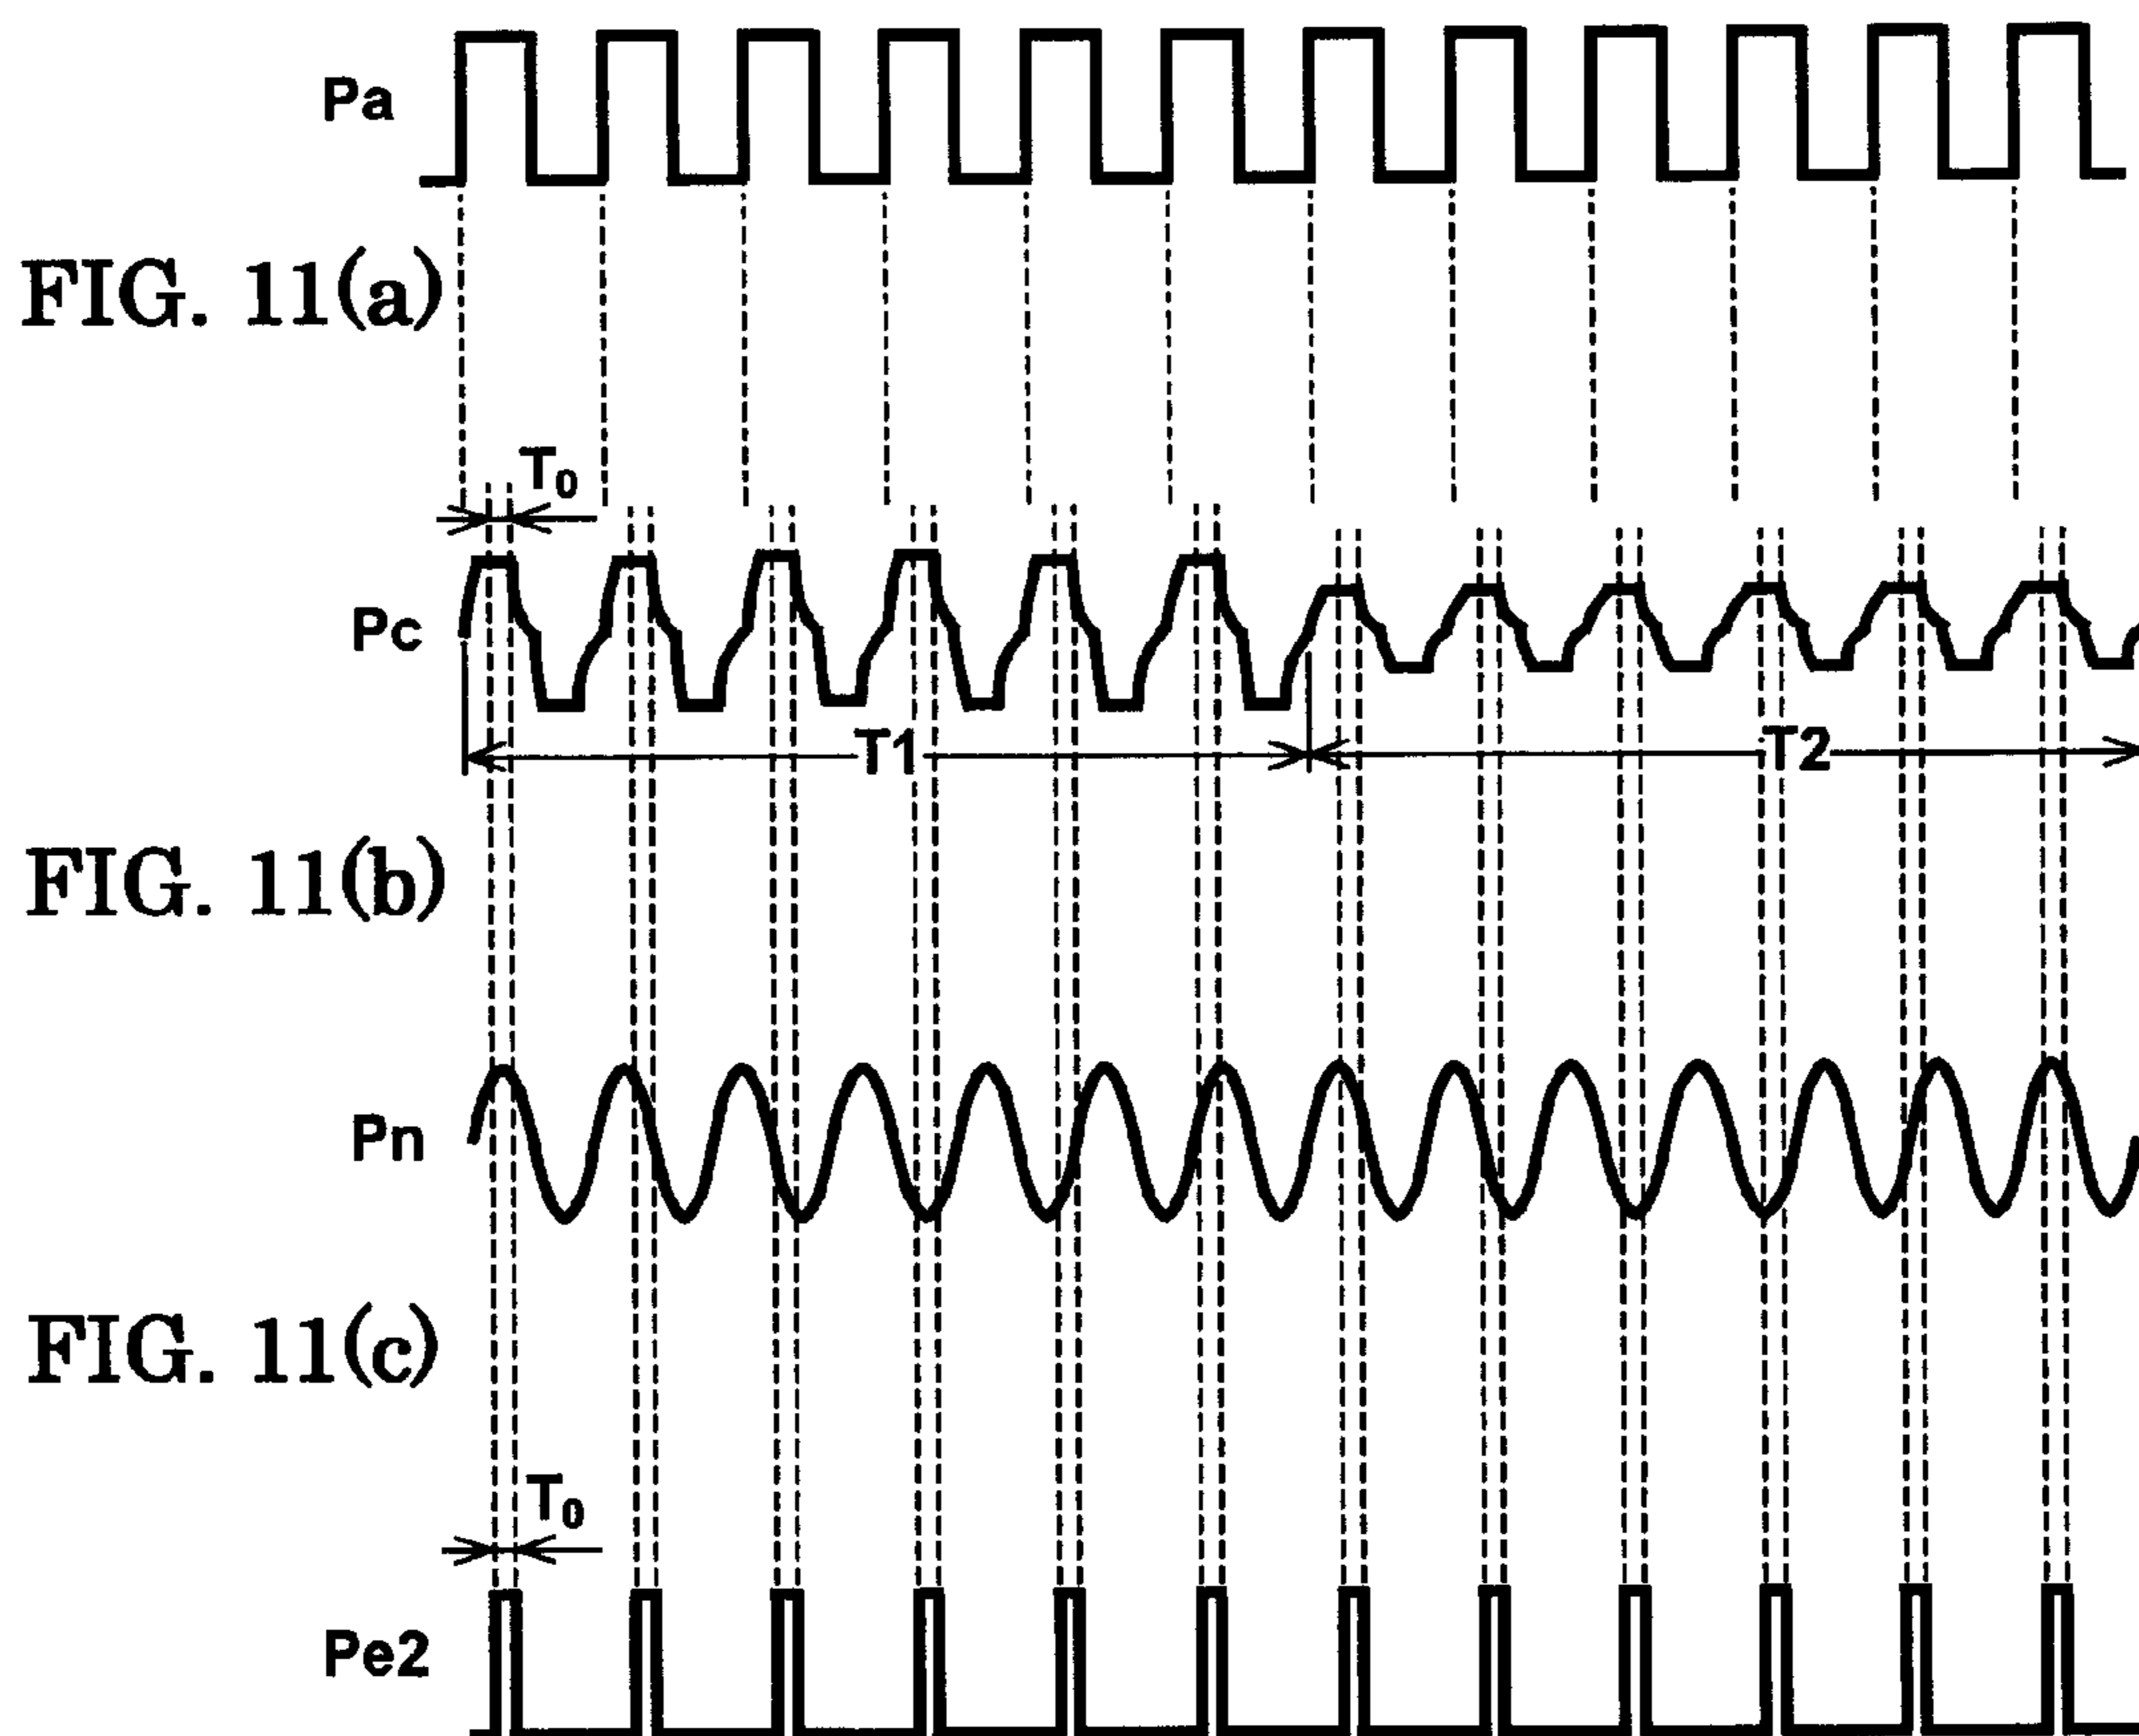 Pa
FIG. 11(a)
T₀
Pc
T1
T2
FIG. 11(b)
Pn
FIG. 11(c)
T₀
Pe2